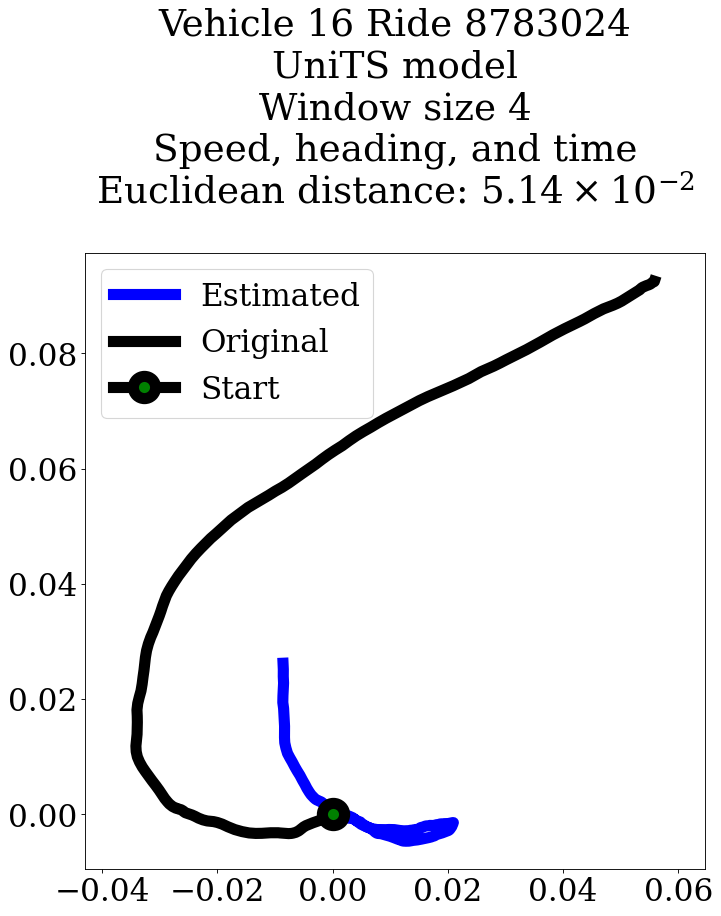 Vehicle 16 Ride 8783024
UniTS model
Window size 4
Speed, heading, and time
Euclidean distance: 5.14 × 10⁻²
Estimated
Original
Start
0.08
0.06
0.04
0.02
0.00
−0.04 −0.02 0.00 0.02 0.04 0.06